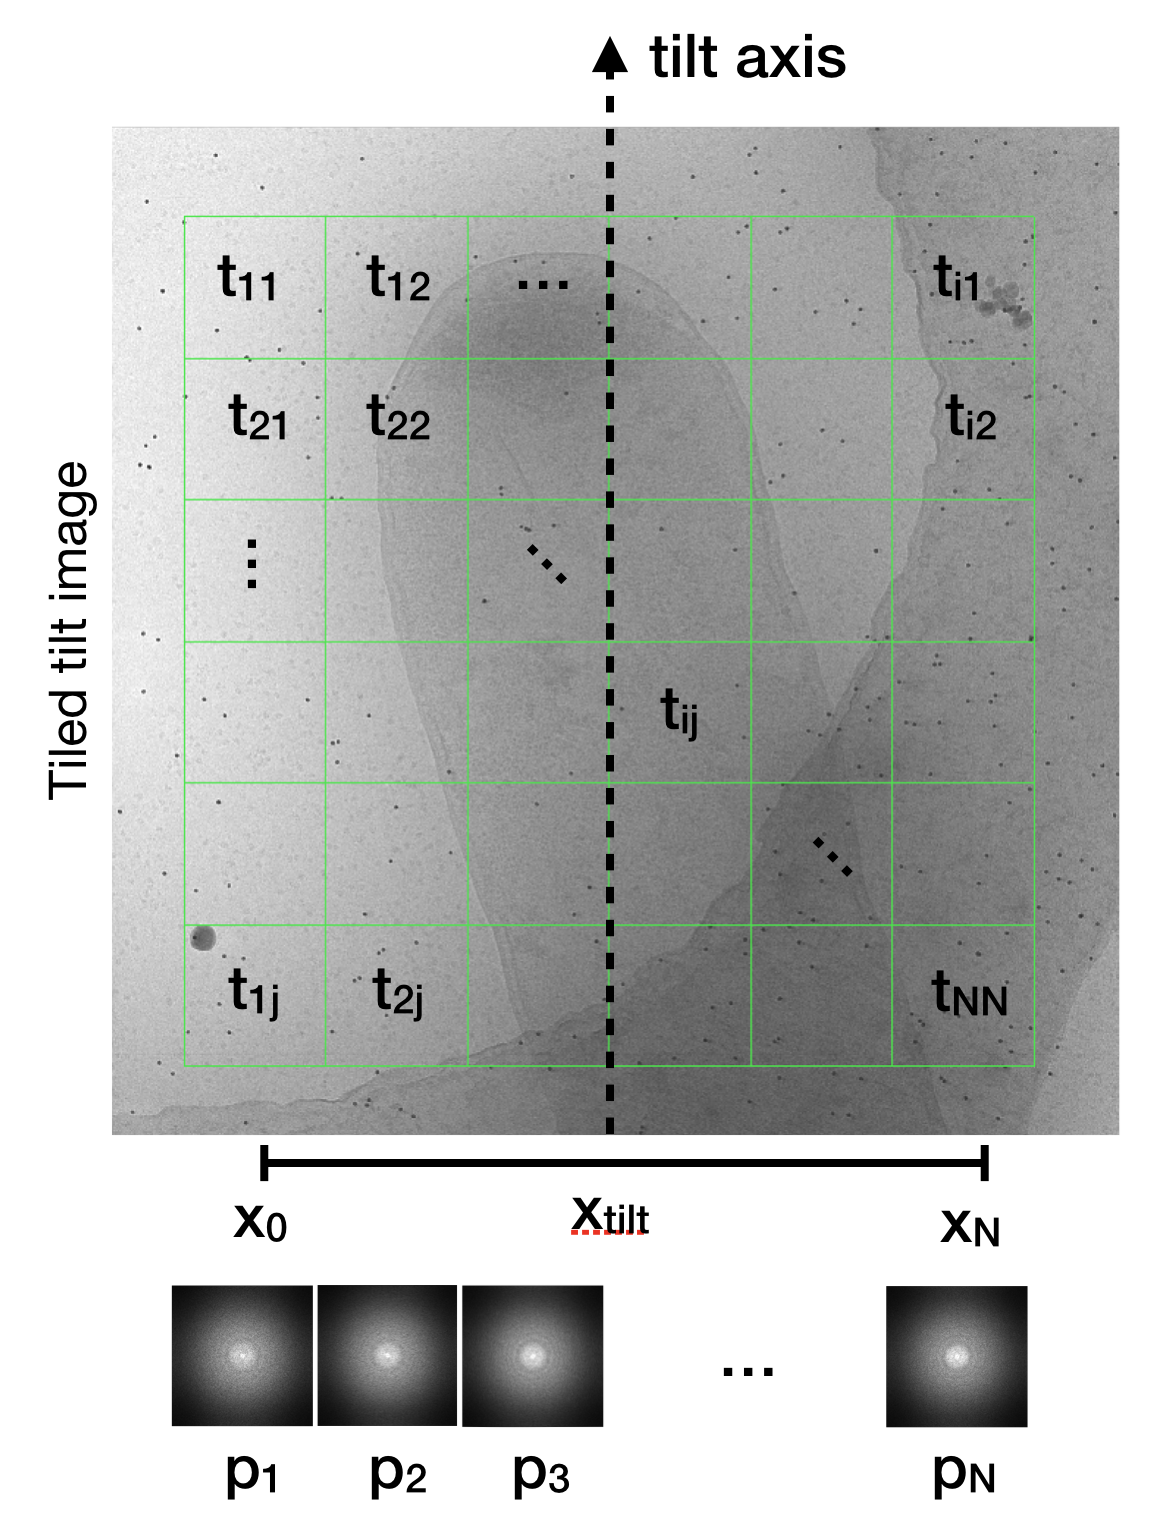 tilt axis
t11 t12 ... ti1
t21 t22 ti2
⋮ ⋱
tij
⋱
t1j t2j tNN
Tiled tilt image
x0 xtilt xN
...
p1 p2 p3 pN